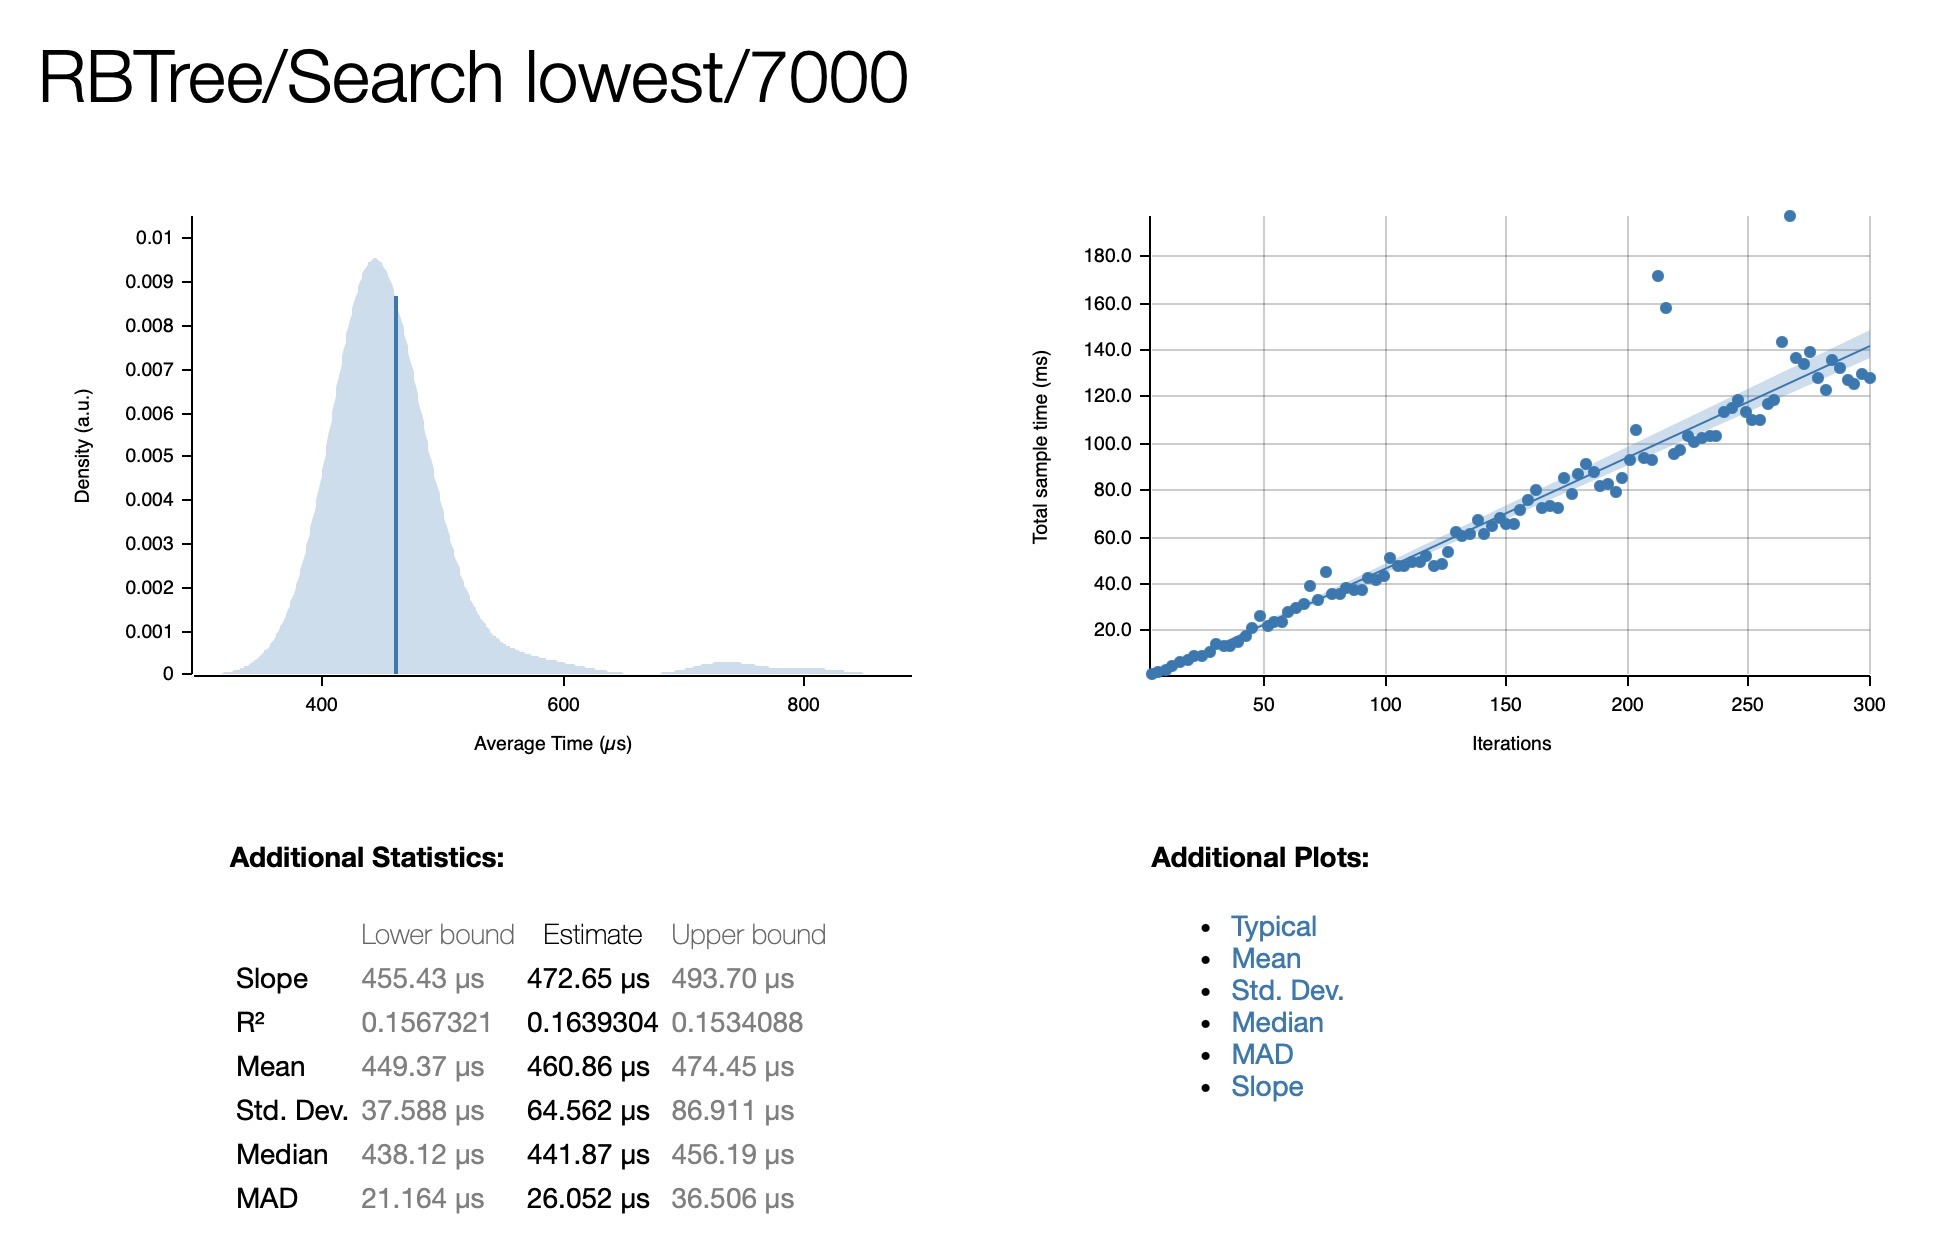 RBTree/Search lowest/7000
0.01
0.009
0.008
0.007
0.006
0.005
0.004
0.003
0.002
0.001
0
Density (a.u.)
400 600 800
Average Time (µs)
180.0
160.0
140.0
120.0
100.0
80.0
60.0
40.0
20.0
Total sample time (ms)
50 100 150 200 250 300
Iterations
Additional Statistics:
Lower bound Estimate Upper bound
Slope 455.43 µs 472.65 µs 493.70 µs
R² 0.1567321 0.1639304 0.1534088
Mean 449.37 µs 460.86 µs 474.45 µs
Std. Dev. 37.588 µs 64.562 µs 86.911 µs
Median 438.12 µs 441.87 µs 456.19 µs
MAD 21.164 µs 26.052 µs 36.506 µs
Additional Plots:
• Typical
• Mean
• Std. Dev.
• Median
• MAD
• Slope